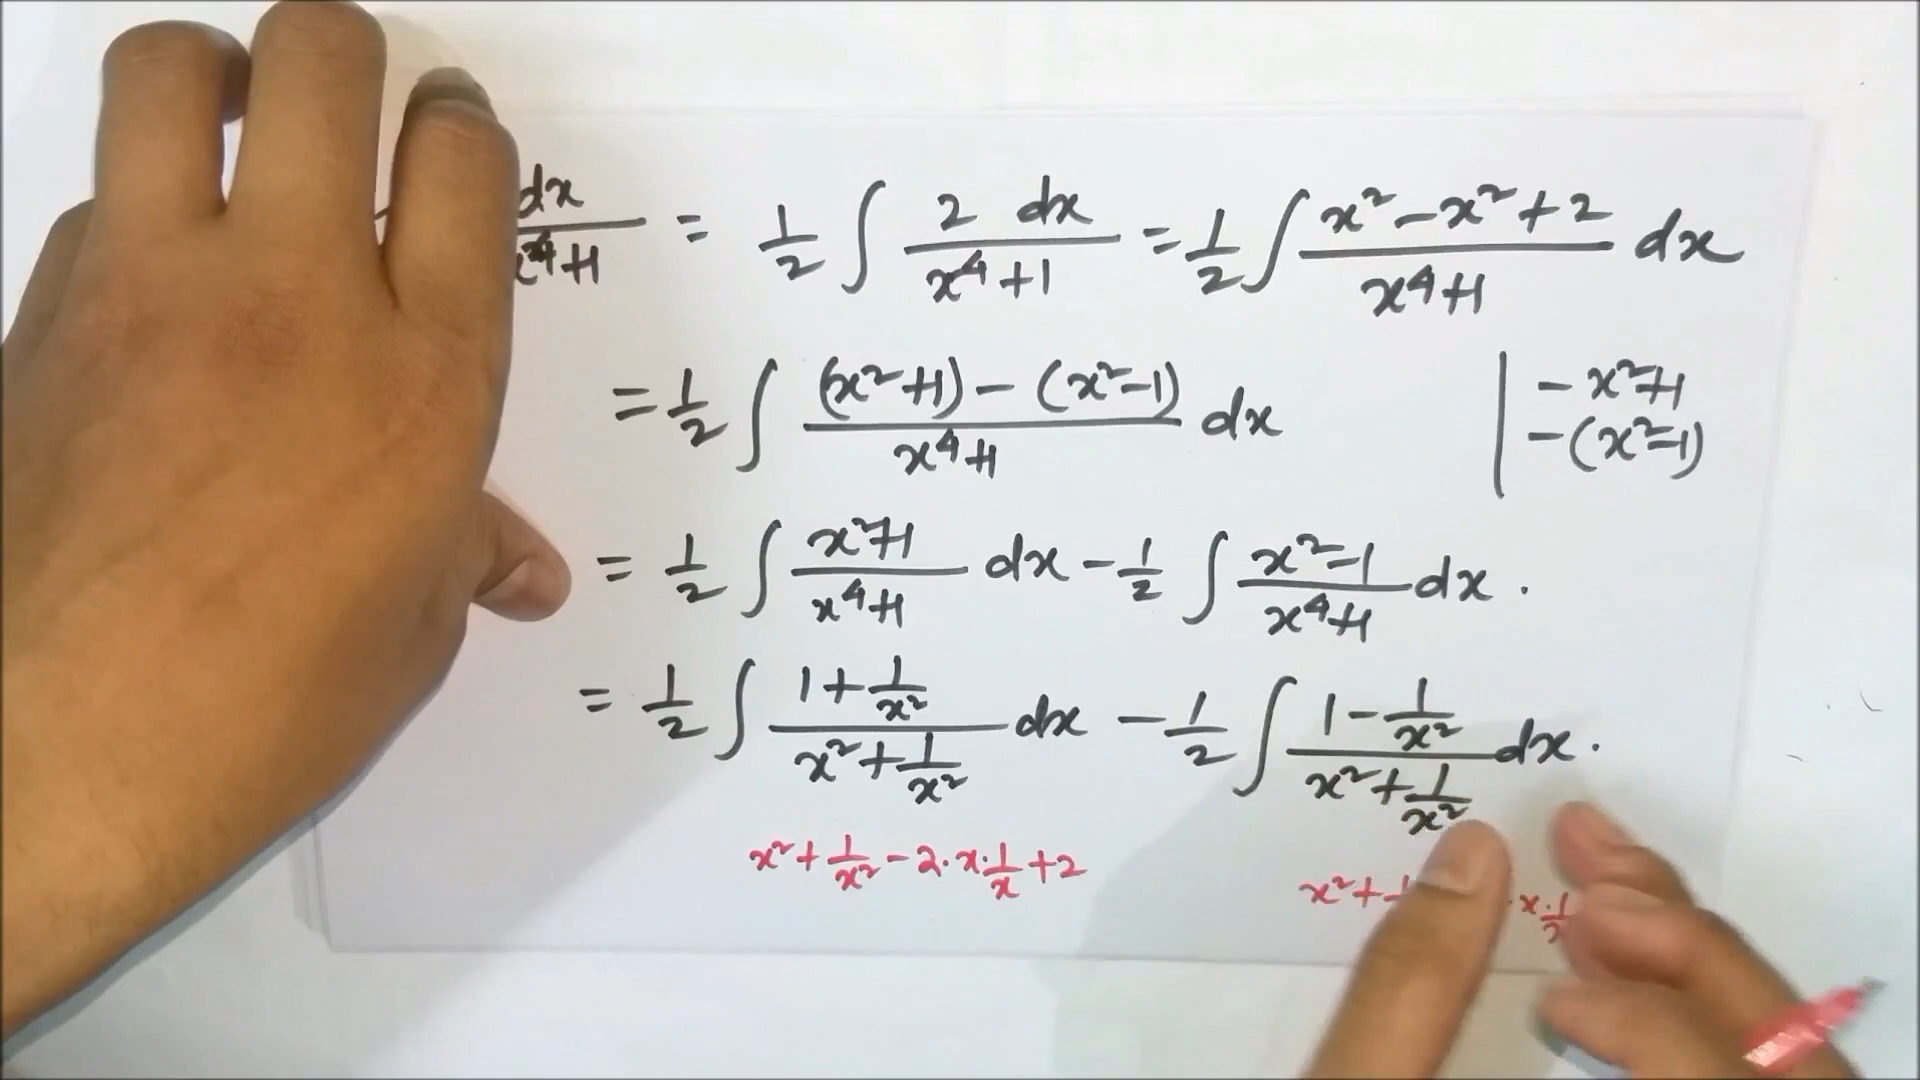 dx/x⁴+1 = 1/2 ∫ 2 dx/x⁴+1 = 1/2 ∫ x²-x²+2/x⁴+1 dx
= 1/2 ∫ (x²+1)-(x²-1)/x⁴+1 dx | -x²+1
-(x²-1)
= 1/2 ∫ x²+1/x⁴+1 dx - 1/2 ∫ x²-1/x⁴+1 dx.
= 1/2 ∫ 1+1/x²/x²+1/x² dx - 1/2 ∫ 1-1/x²/x²+1/x² dx.
x²+1/x²-2·x·1/x+2 x²+ ·x·